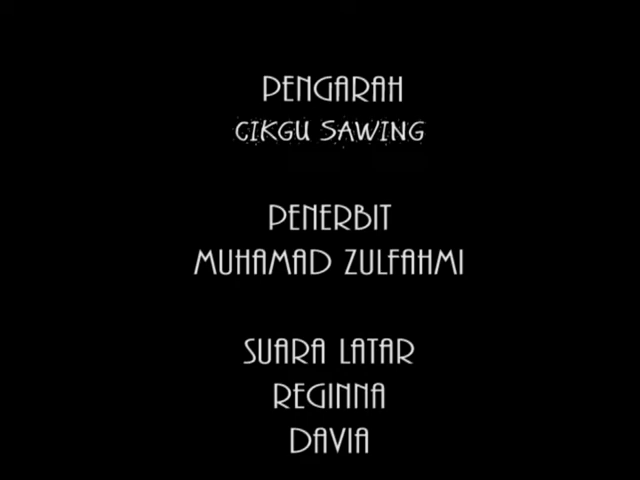 PENGARAH
CIKGU SAWING
PENERBIT
MUHAMAD ZULFAHMI
SUARA LATAR
REGINNA
DAVIA